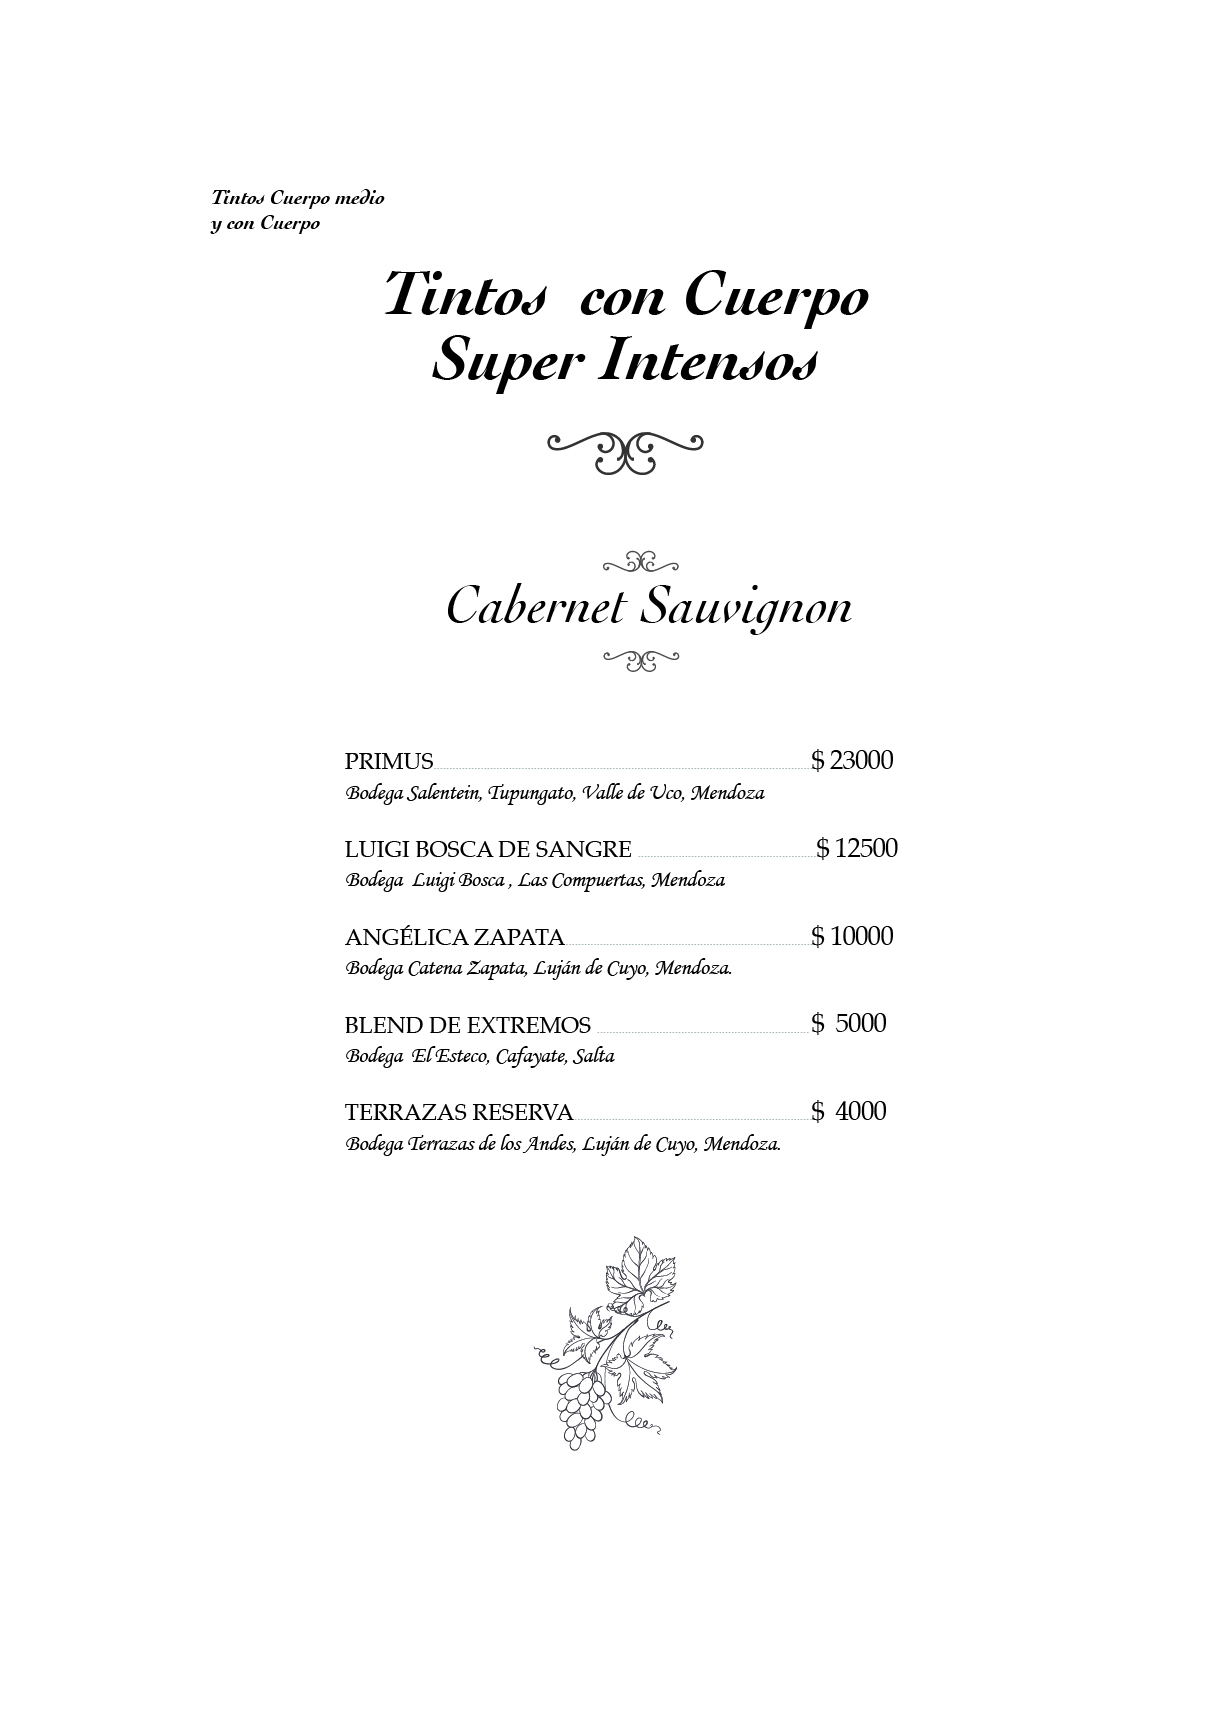 Tintos Cuerpo medio
y con Cuerpo
Tintos con Cuerpo
Super Intensos
Cabernet Sauvignon
PRIMUS $ 23000
Bodega Salentein, Tupungato, Valle de Uco, Mendoza
LUIGI BOSCA DE SANGRE $ 12500
Bodega Luigi Bosca , Las Compuertas, Mendoza
ANGÉLICA ZAPATA $ 10000
Bodega Catena Zapata, Luján de Cuyo, Mendoza.
BLEND DE EXTREMOS $ 5000
Bodega El Esteco, Cafayate, Salta
TERRAZAS RESERVA $ 4000
Bodega Terrazas de los Andes, Luján de Cuyo, Mendoza.